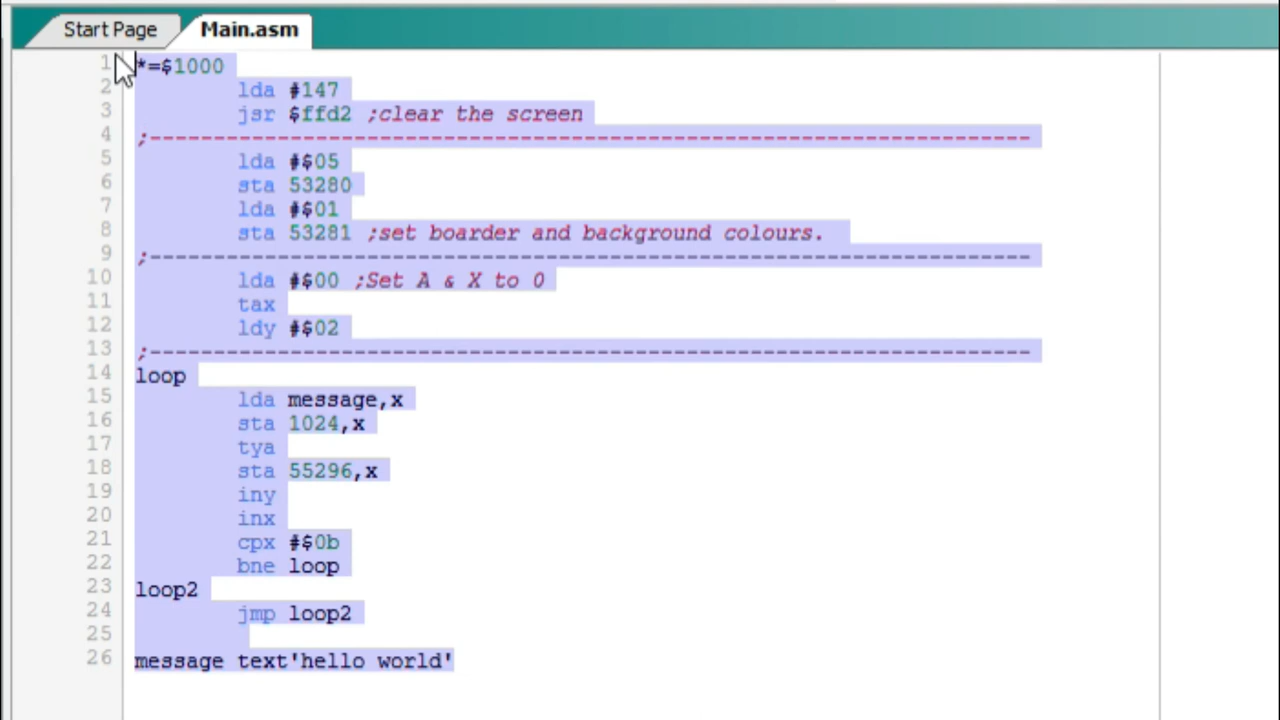 Start Page
Main.asm
1 *=$1000
2 lda #147
3 jsr $ffd2 ;clear the screen
4 ;---------------------------------------------------------------------
5 lda #$05
6 sta 53280
7 lda #$01
8 sta 53281 ;set boarder and background colours.
9 ;---------------------------------------------------------------------
10 lda #$00 ;Set A & X to 0
11 tax
12 ldy #$02
13 ;---------------------------------------------------------------------
14 loop
15 lda message,x
16 sta 1024,x
17 tya
18 sta 55296,x
19 iny
20 inx
21 cpx #$0b
22 bne loop
23 loop2
24 jmp loop2
25
26 message text'hello world'